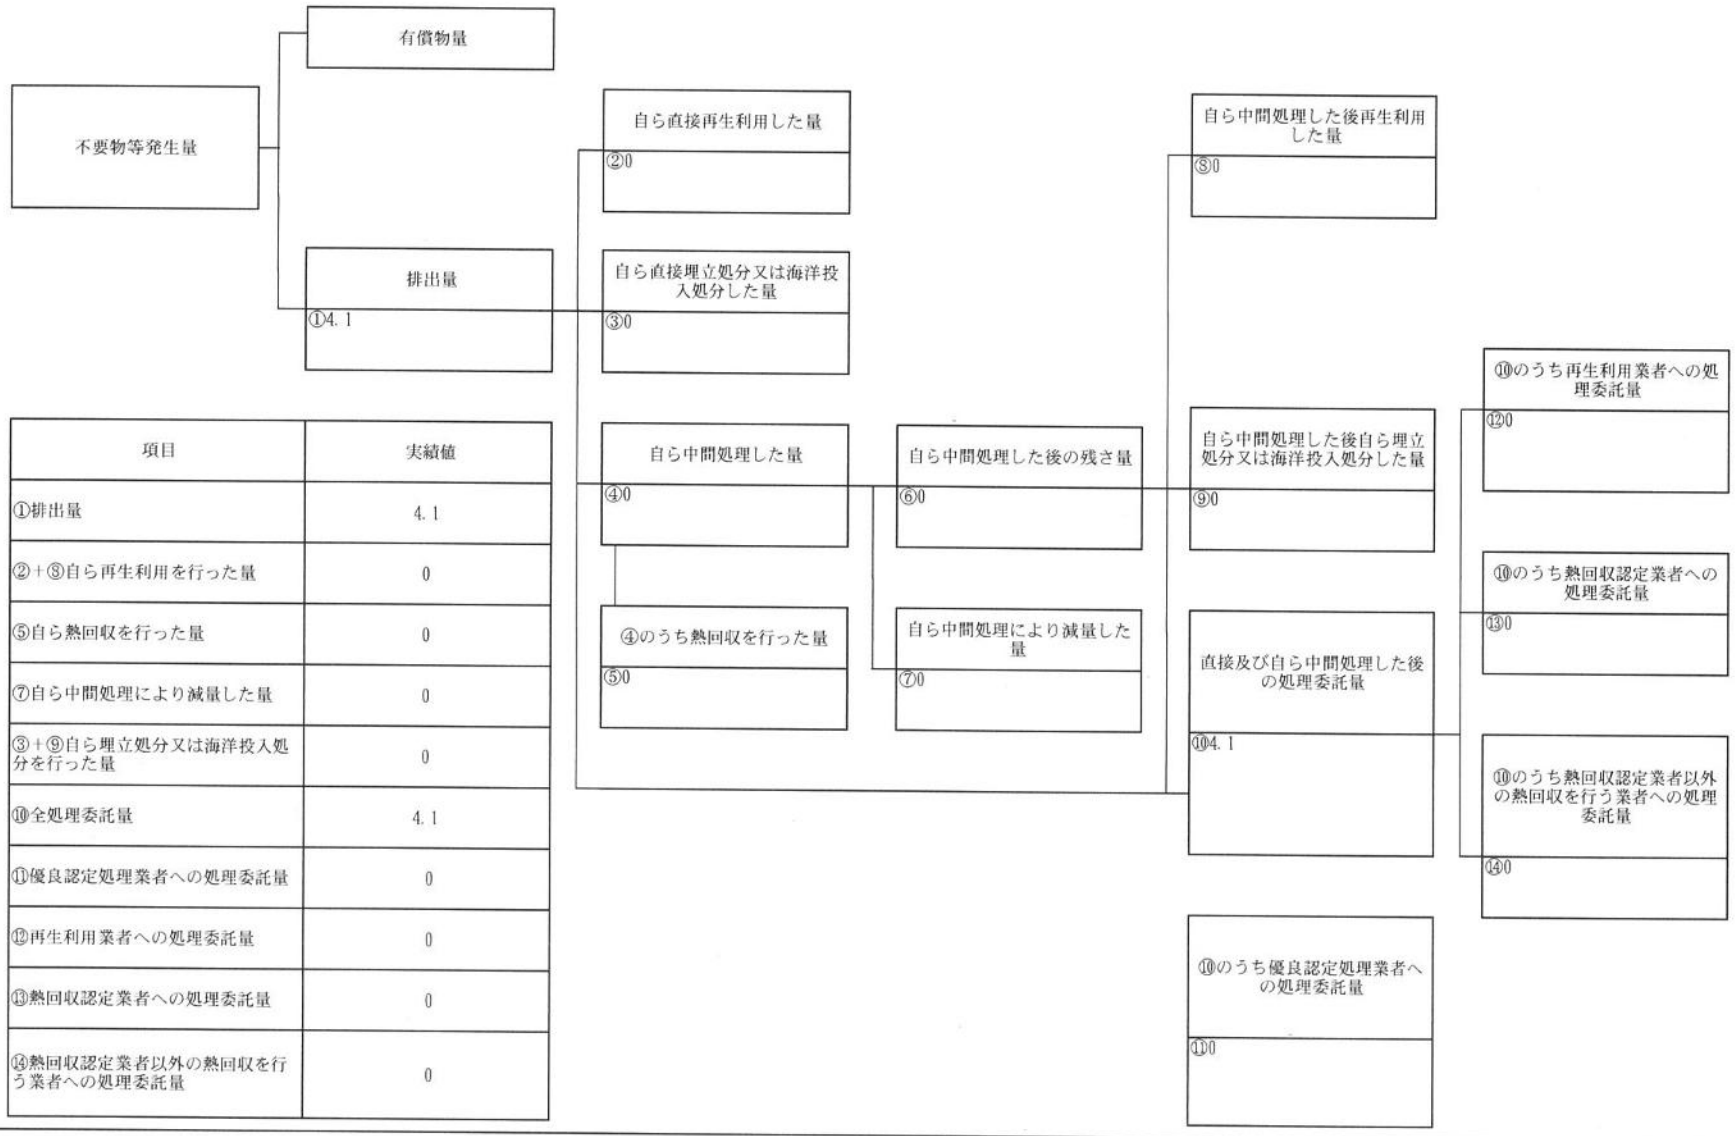 有償物量
不要物等発生量
排出量
①4.1
自ら直接再生利用した量
②0
自ら直接埋立処分又は海洋投
入処分した量
③0
自ら中間処理した量
④0
④のうち熱回収を行った量
⑤0
自ら中間処理した後の残さ量
⑥0
自ら中間処理により減量した
量
⑦0
自ら中間処理した後再生利用
した量
⑧0
自ら中間処理した後自ら埋立
処分又は海洋投入処分した量
⑨0
直接及び自ら中間処理した後
の処理委託量
⑩4.1
⑩のうち優良認定処理業者へ
の処理委託量
⑪0
⑩のうち再生利用業者への処
理委託量
⑫0
⑩のうち熱回収認定業者への
処理委託量
⑬0
⑩のうち熱回収認定業者以外
の熱回収を行う業者への処理
委託量
⑭0
項目 実績値
①排出量 4.1
②+⑧自ら再生利用を行った量 0
⑤自ら熱回収を行った量 0
⑦自ら中間処理により減量した量 0
③+⑨自ら埋立処分又は海洋投入処
分を行った量 0
⑩全処理委託量 4.1
⑪優良認定処理業者への処理委託量 0
⑫再生利用業者への処理委託量 0
⑬熱回収認定業者への処理委託量 0
⑭熱回収認定業者以外の熱回収を行
う業者への処理委託量 0